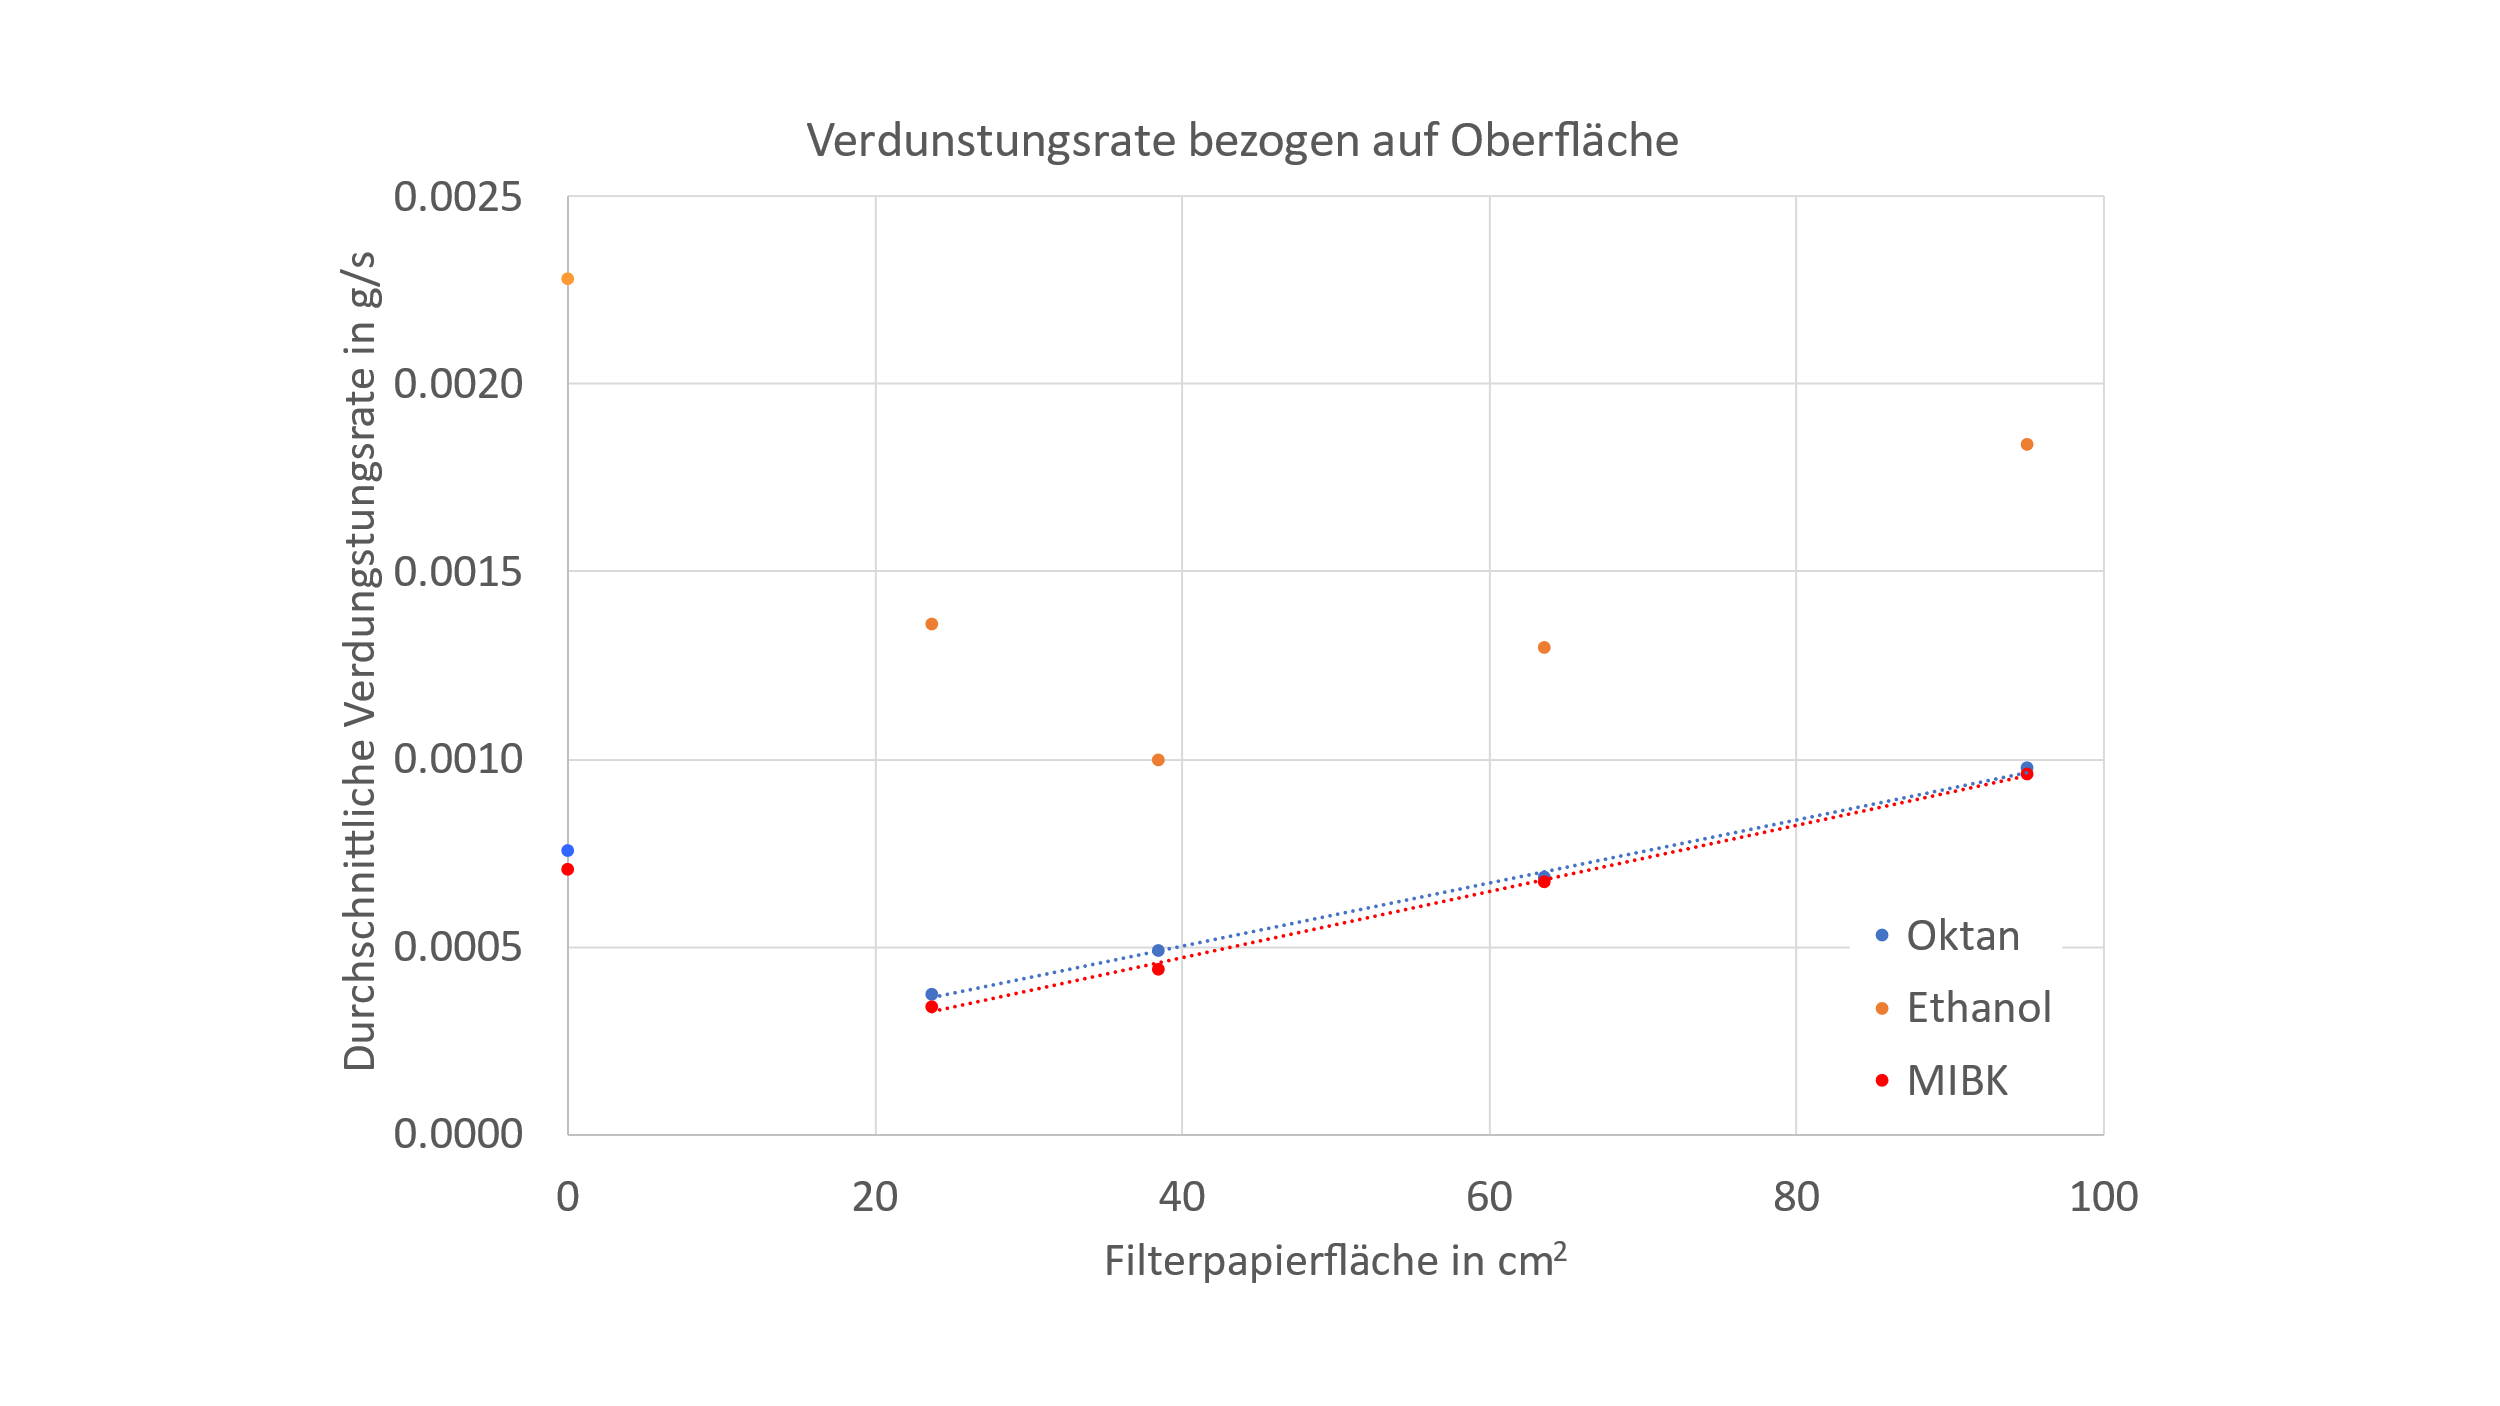 Verdunstungsrate bezogen auf Oberfläche
Durchschnittliche Verdungstungsrate in g/s
0.0025
0.0020
0.0015
0.0010
0.0005
0.0000
0
20
40
60
80
100
Filterpapierfläche in cm²
Oktan
Ethanol
MIBK